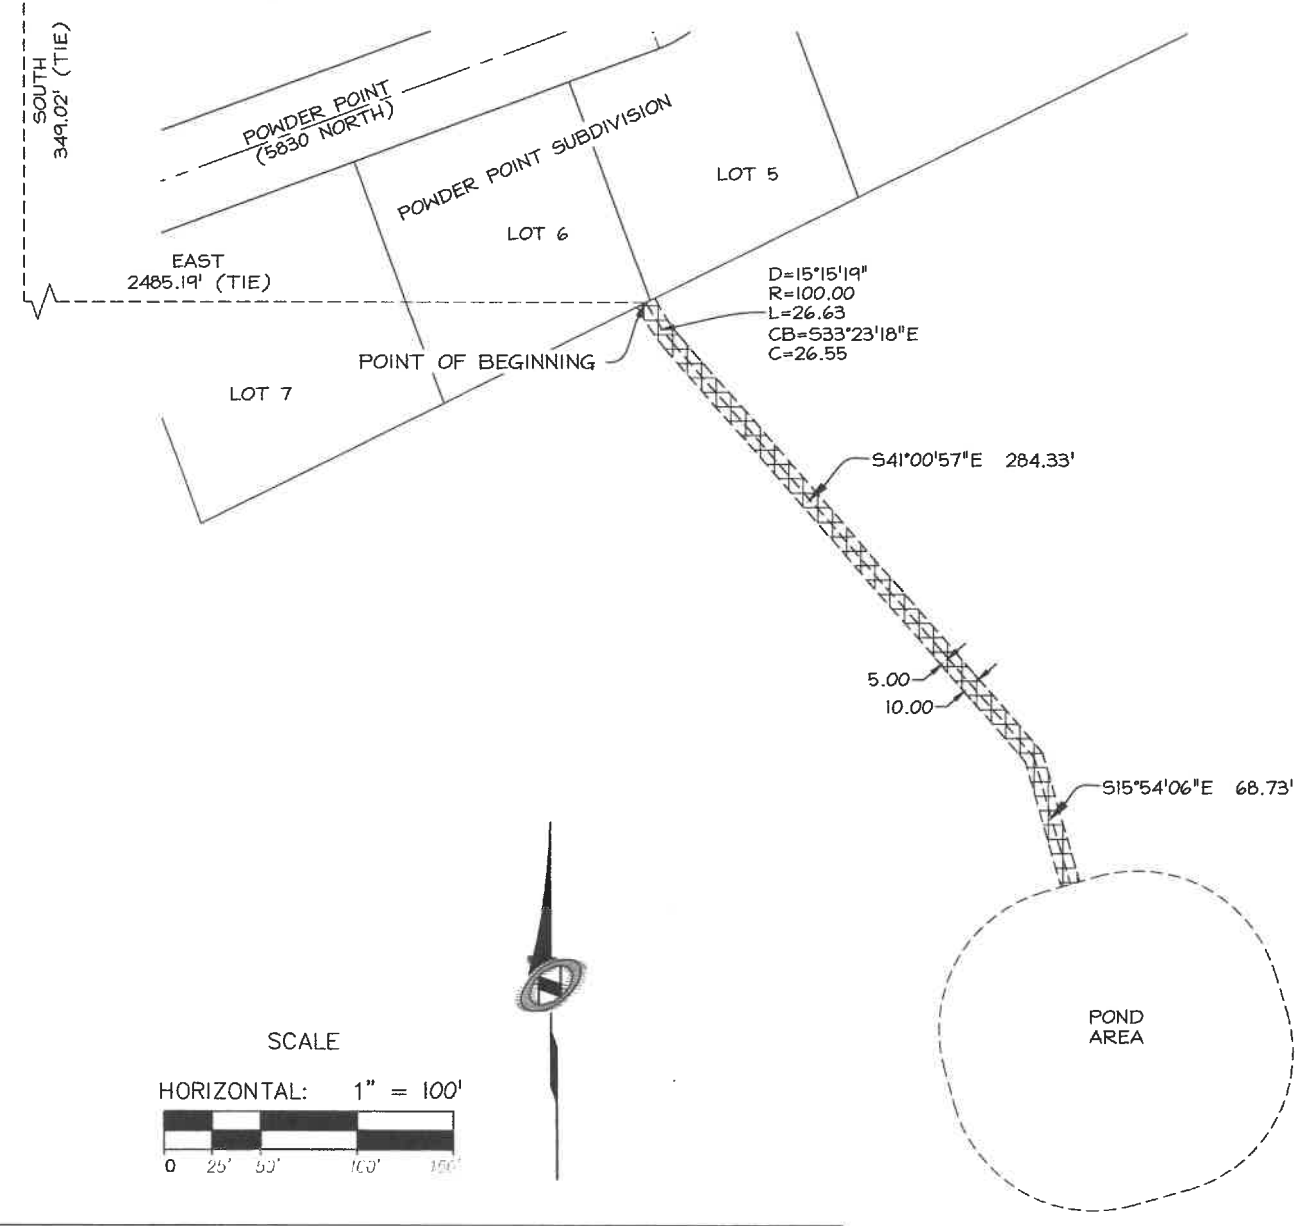 SOUTH
349.02' (TIE)
POWDER POINT
(5830 NORTH)
POWDER POINT SUBDIVISION
LOT 5
LOT 6
EAST
2485.19' (TIE)
D=15°15'19"
R=100.00
L=26.63
CB=S33°23'18"E
C=26.55
POINT OF BEGINNING
LOT 7
S41°00'57"E 284.33'
5.00
10.00
S15°54'06"E 68.73'
POND
AREA
SCALE
HORIZONTAL: 1" = 100'
0 25' 50' 100' 150'